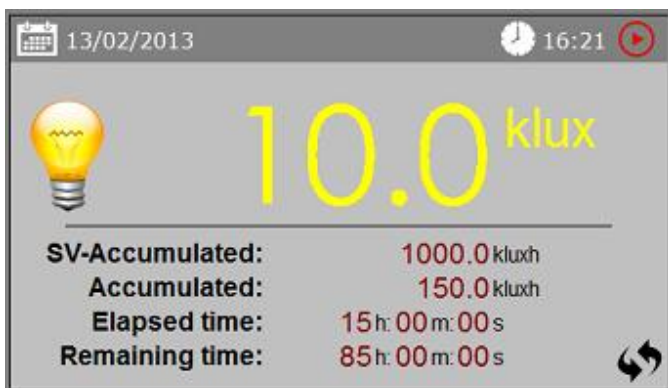 13/02/2013 16:21
10.0 klux
SV-Accumulated: 1000.0 kluxh
Accumulated: 150.0 kluxh
Elapsed time: 15h:00m:00s
Remaining time: 85h:00m:00s